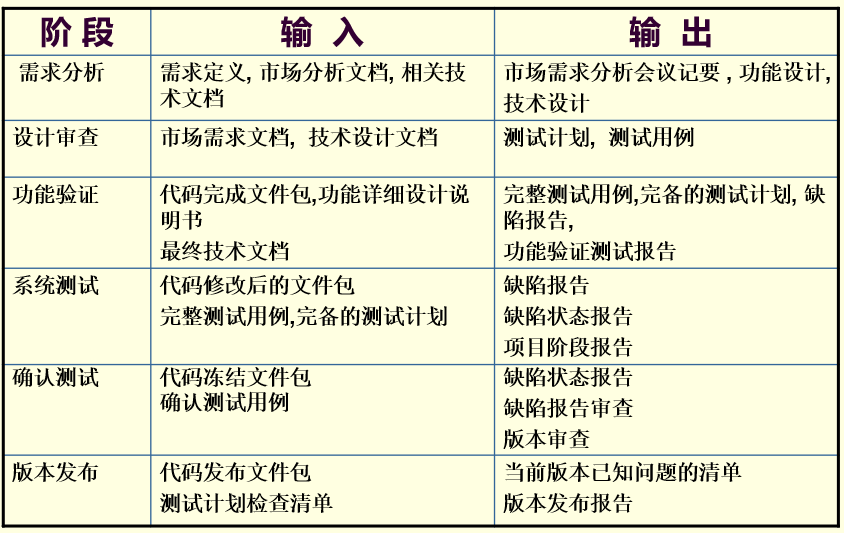 阶 段 输 入 输 出
需求分析 需求定义, 市场分析文档, 相关技 市场需求分析会议记要 , 功能设计,
术文档 技术设计
设计审查 市场需求文档, 技术设计文档 测试计划, 测试用例
功能验证 代码完成文件包,功能详细设计说 完整测试用例,完备的测试计划, 缺
明书 陷报告,
最终技术文档 功能验证测试报告
系统测试 代码修改后的文件包 缺陷报告
完整测试用例,完备的测试计划 缺陷状态报告
项目阶段报告
确认测试 代码冻结文件包 缺陷状态报告
确认测试用例 缺陷报告审查
版本审查
版本发布 代码发布文件包 当前版本已知问题的清单
测试计划检查清单 版本发布报告